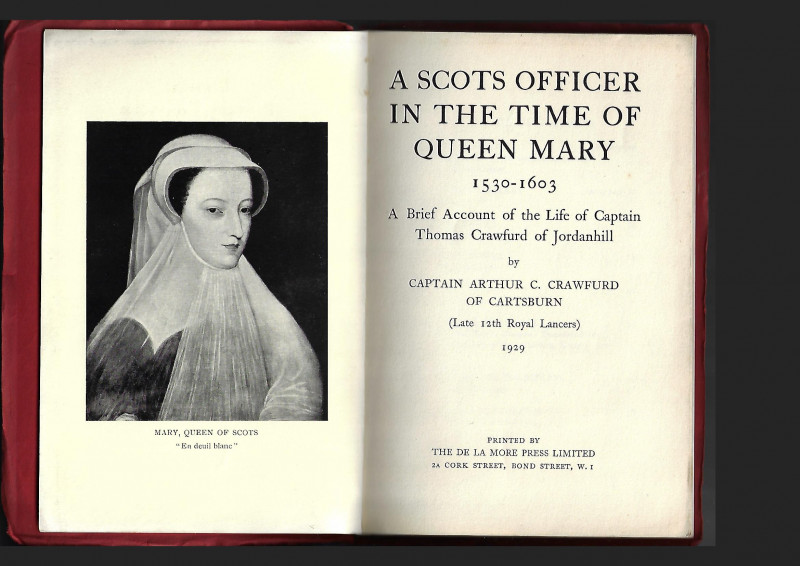 MARY, QUEEN OF SCOTS
"En deuil blanc"
A SCOTS OFFICER
IN THE TIME OF
QUEEN MARY
1530-1603
A Brief Account of the Life of Captain
Thomas Crawfurd of Jordanhill
by
CAPTAIN ARTHUR C. CRAWFURD
OF CARTSBURN
(Late 12th Royal Lancers)
1929
PRINTED BY
THE DE LA MORE PRESS LIMITED
2A CORK STREET, BOND STREET, W. 1